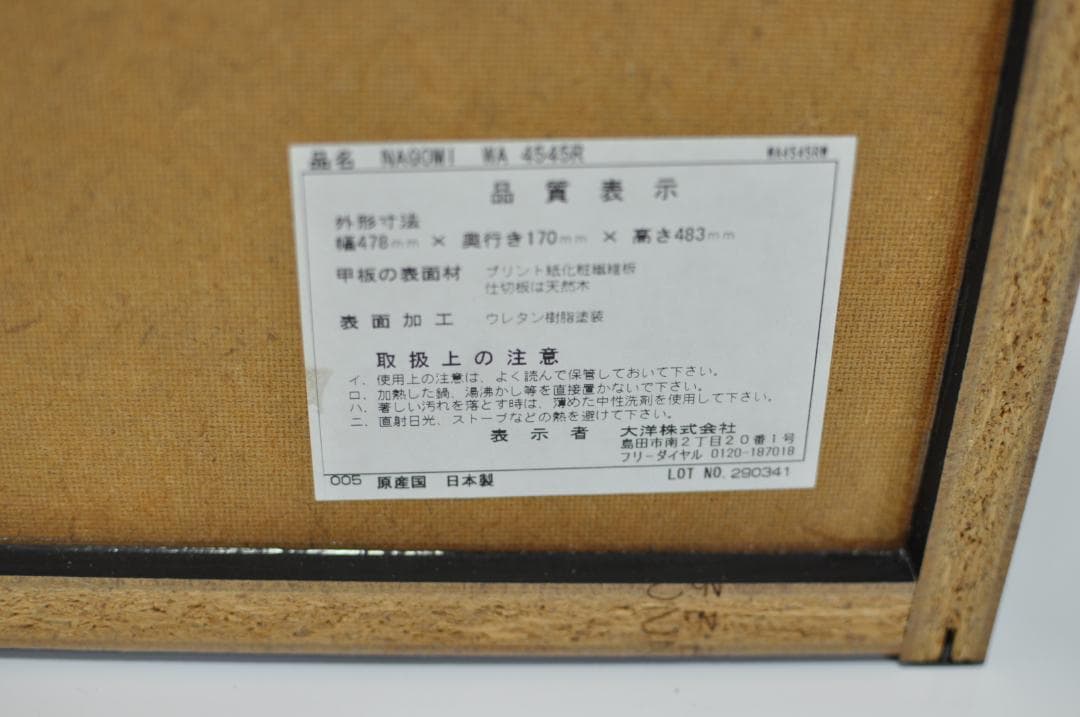 品名 NAGOMI MA 4545R *MA4545R*
品質表示
外形寸法
幅478mm × 奥行き170mm × 高さ483mm
甲板の表面材 プリント紙化粧繊維板
仕切板は天然木
表面加工 ウレタン樹脂塗装
取扱上の注意
イ、使用上の注意は、よく読んで保管しておいて下さい。
ロ、加熱した鍋、湯沸かし等を直接置かないで下さい。
ハ、著しい汚れを落とす時は、薄めた中性洗剤を使用して下さい。
ニ、直射日光、ストーブなどの熱を避けて下さい。
表示者 大洋株式会社
島田市南2丁目20番1号
フリーダイヤル 0120-187018
005 原産国 日本製 LOT NO. 290341